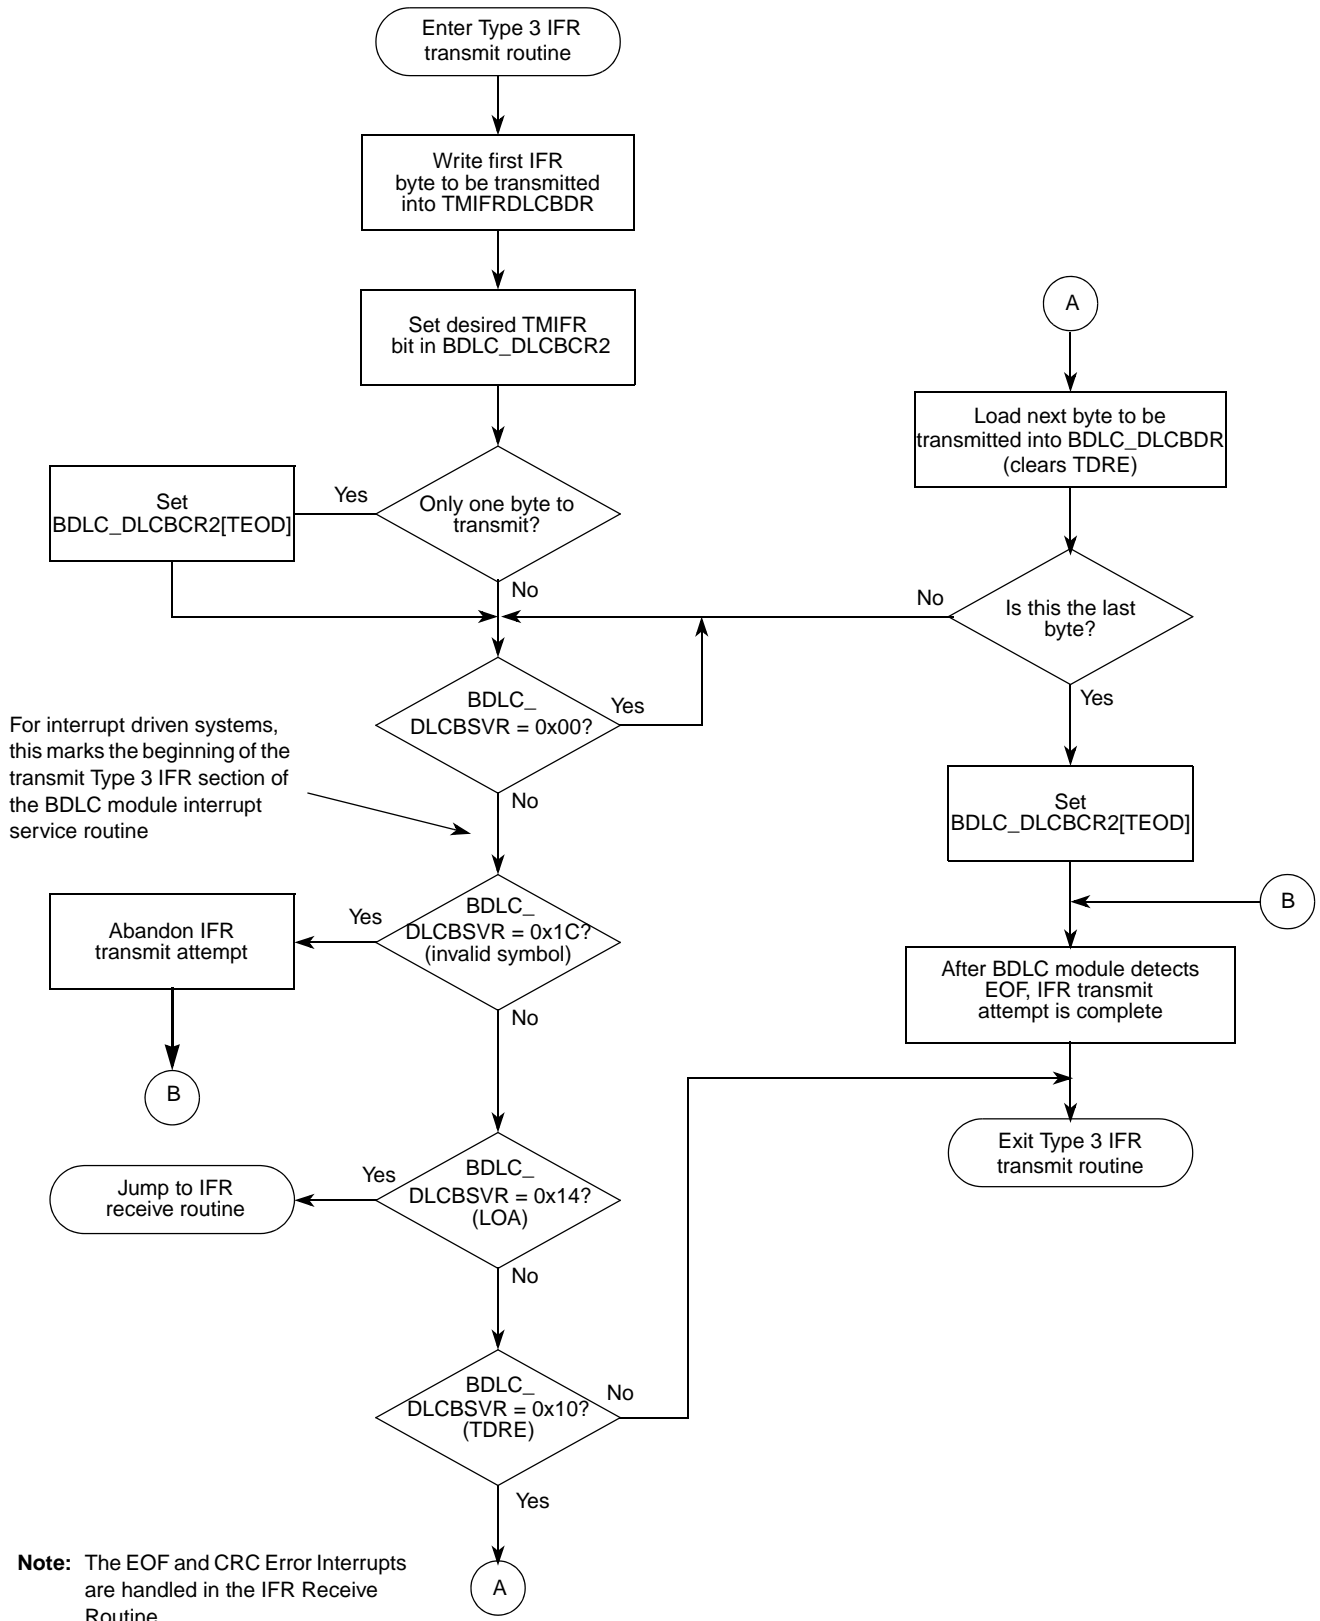 Enter Type 3 IFR
transmit routine
Write first IFR
byte to be transmitted
into TMIFRDLCBDR
Set desired TMIFR
bit in BDLC_DLCBCR2
Only one byte to
transmit?
Yes
No
Set
BDLC_DLCBCR2[TEOD]
BDLC_
DLCBSVR = 0x00?
Yes
No
For interrupt driven systems,
this marks the beginning of the
transmit Type 3 IFR section of
the BDLC module interrupt
service routine
BDLC_
DLCBSVR = 0x1C?
(invalid symbol)
Yes
No
Abandon IFR
transmit attempt
B
BDLC_
DLCBSVR = 0x14?
(LOA)
Yes
No
Jump to IFR
receive routine
BDLC_
DLCBSVR = 0x10?
(TDRE)
No
Yes
A
A
Load next byte to be
transmitted into BDLC_DLCBDR
(clears TDRE)
Is this the last
byte?
No
Yes
Set
BDLC_DLCBCR2[TEOD]
B
After BDLC module detects
EOF, IFR transmit
attempt is complete
Exit Type 3 IFR
transmit routine
Note: The EOF and CRC Error Interrupts
are handled in the IFR Receive
Routine